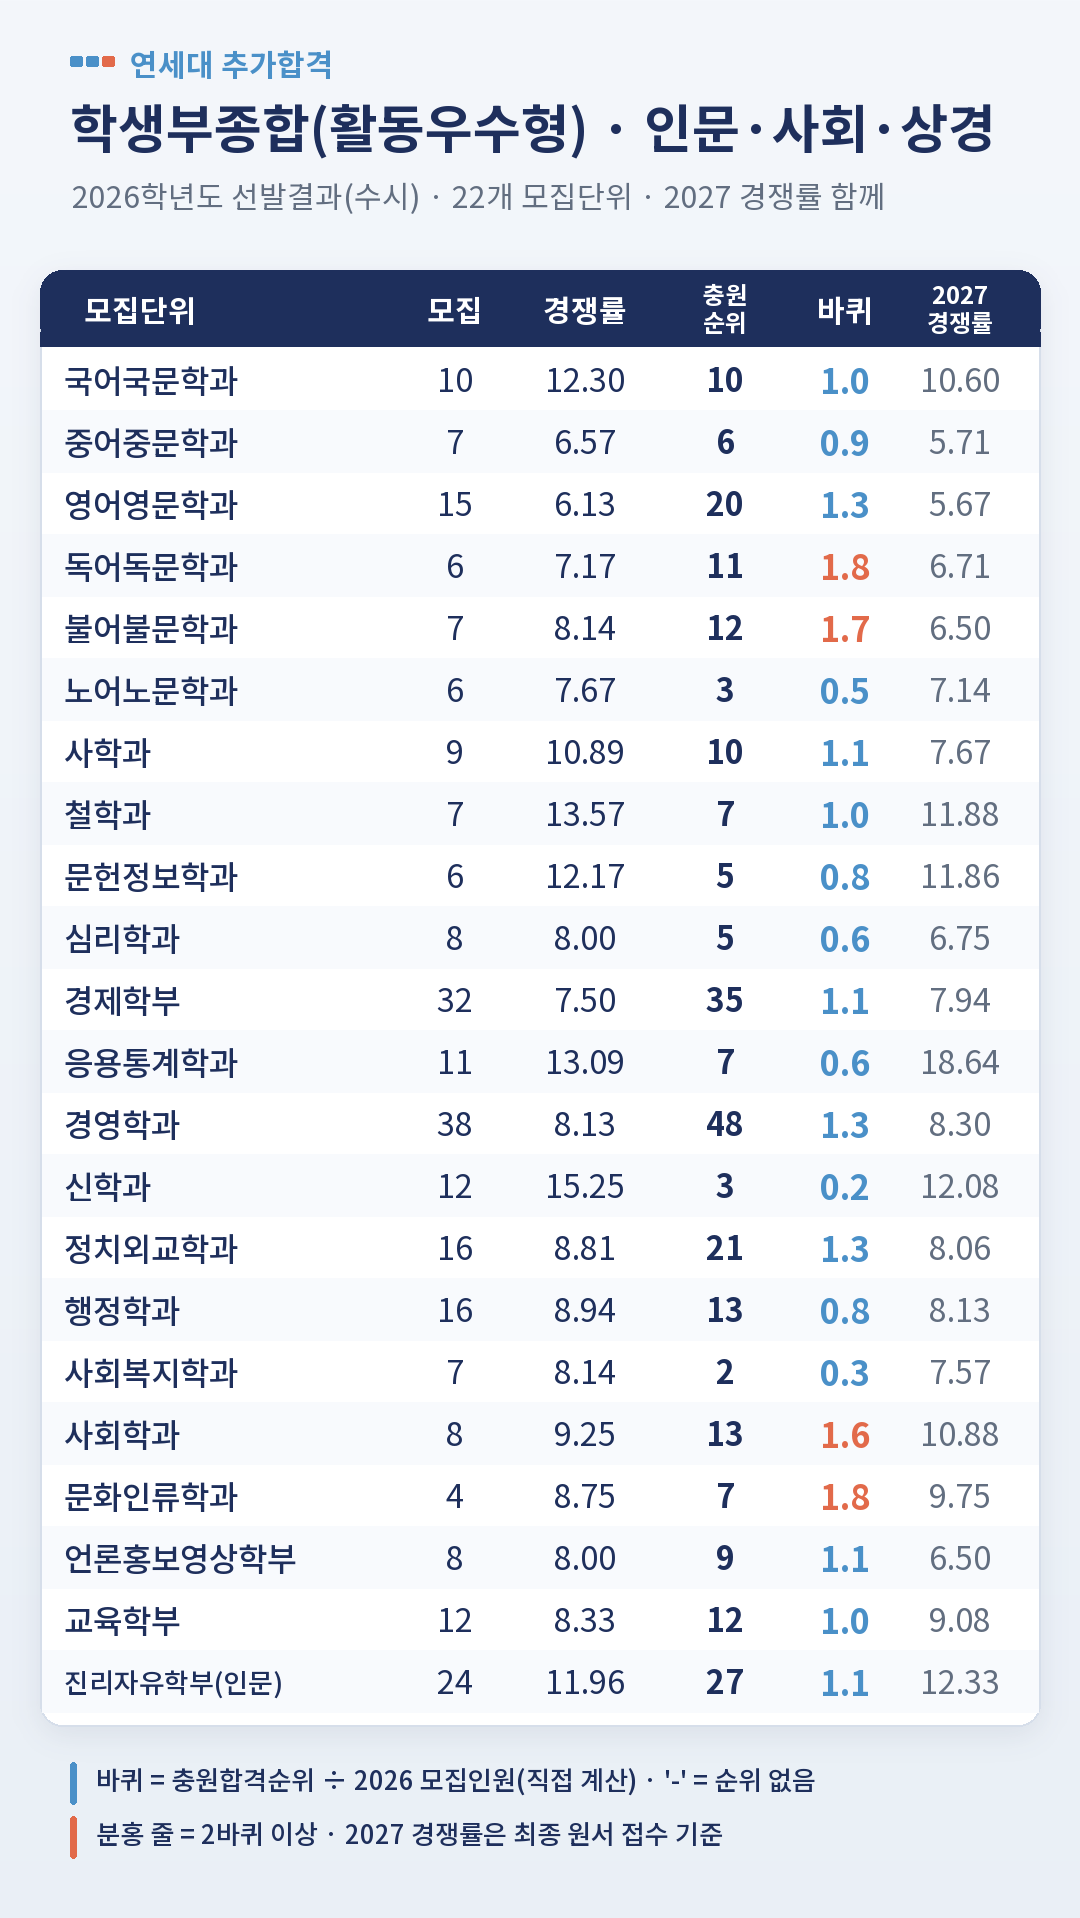 연세대 추가합격
학생부종합(활동우수형) · 인문·사회·상경
2026학년도 선발결과(수시) · 22개 모집단위 · 2027 경쟁률 함께
모집단위 모집 경쟁률 충원 순위 바퀴 2027 경쟁률
국어국문학과 10 12.30 10 1.0 10.60
중어중문학과 7 6.57 6 0.9 5.71
영어영문학과 15 6.13 20 1.3 5.67
독어독문학과 6 7.17 11 1.8 6.71
불어불문학과 7 8.14 12 1.7 6.50
노어노문학과 6 7.67 3 0.5 7.14
사학과 9 10.89 10 1.1 7.67
철학과 7 13.57 7 1.0 11.88
문헌정보학과 6 12.17 5 0.8 11.86
심리학과 8 8.00 5 0.6 6.75
경제학부 32 7.50 35 1.1 7.94
응용통계학과 11 13.09 7 0.6 18.64
경영학과 38 8.13 48 1.3 8.30
신학과 12 15.25 3 0.2 12.08
정치외교학과 16 8.81 21 1.3 8.06
행정학과 16 8.94 13 0.8 8.13
사회복지학과 7 8.14 2 0.3 7.57
사회학과 8 9.25 13 1.6 10.88
문화인류학과 4 8.75 7 1.8 9.75
언론홍보영상학부 8 8.00 9 1.1 6.50
교육학부 12 8.33 12 1.0 9.08
진리자유학부(인문) 24 11.96 27 1.1 12.33
바퀴 = 충원합격순위 ÷ 2026 모집인원(직접 계산) · '-' = 순위 없음
분홍 줄 = 2바퀴 이상 · 2027 경쟁률은 최종 원서 접수 기준